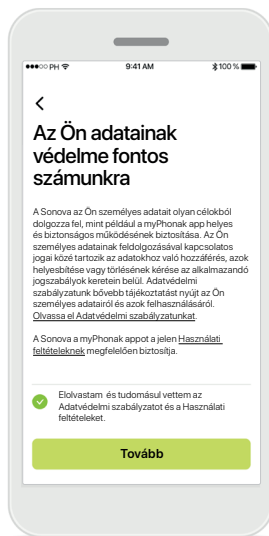 PH 9:41 AM 100 %
Az Ön adatainak
védelme fontos
számunkra
A Sonova az Ön személyes adatait olyan célokból
dolgozza fel, mint például a myPhonak app helyes
és biztonságos működésének biztosítása. Az Ön
személyes adatainak feldolgozásával kapcsolatos
jogai közé tartozik az adatokhoz való hozzáférés, azok
helyesbítése vagy törlésének kérése az alkalmazandó
jogszabályok keretein belül. Adatvédelmi
szabályzatunk bővebb tájékoztatást nyújt az Ön
személyes adatairól és azok felhasználásáról.
Olvassa el Adatvédelmi szabályzatunkat.
A Sonova a myPhonak appot a jelen Használati
feltételeknek megfelelően biztosítja.
Elolvastam és tudomásul vettem az
Adatvédelmi szabályzatot és a Használati
feltételeket.
Tovább